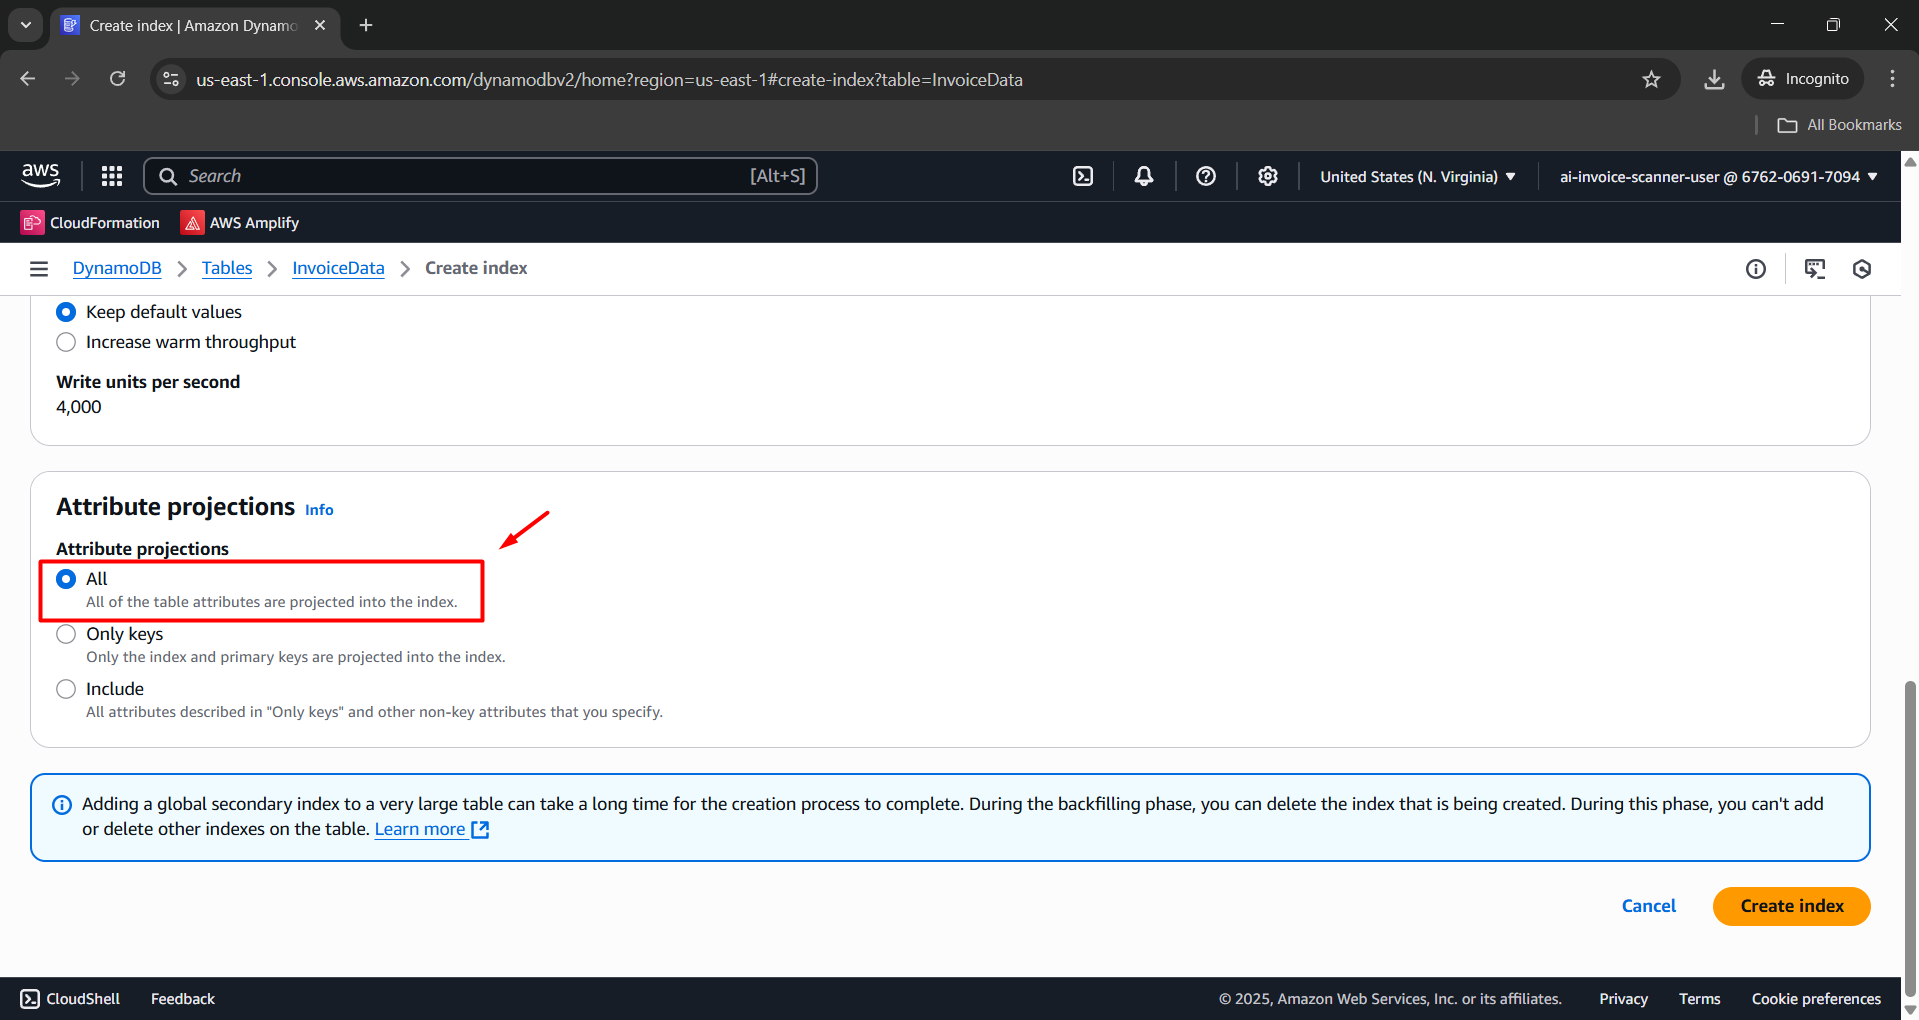 Create index | Amazon Dynamo
us-east-1.console.aws.amazon.com/dynamodbv2/home?region=us-east-1#create-index?table=InvoiceData
Incognito
All Bookmarks
aws
Search
[Alt+S]
United States (N. Virginia)
ai-invoice-scanner-user @ 6762-0691-7094
CloudFormation
AWS Amplify
DynamoDB
Tables
InvoiceData
Create index
Keep default values
Increase warm throughput
Write units per second
4,000
Attribute projections Info
Attribute projections
All
All of the table attributes are projected into the index.
Only keys
Only the index and primary keys are projected into the index.
Include
All attributes described in "Only keys" and other non-key attributes that you specify.
Adding a global secondary index to a very large table can take a long time for the creation process to complete. During the backfilling phase, you can delete the index that is being created. During this phase, you can't add
or delete other indexes on the table. Learn more
Cancel
Create index
CloudShell
Feedback
© 2025, Amazon Web Services, Inc. or its affiliates.
Privacy
Terms
Cookie preferences